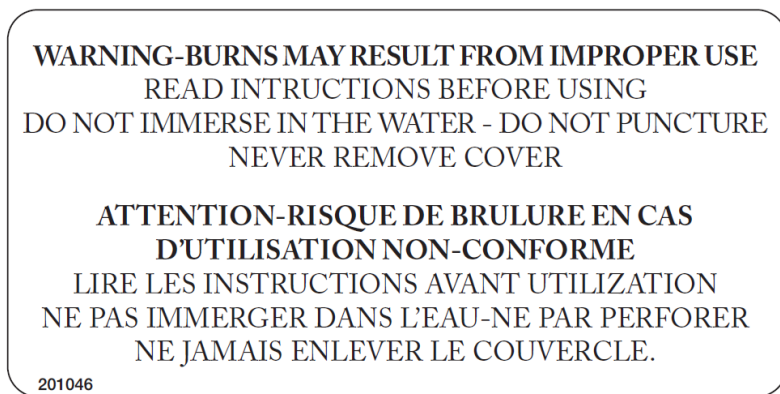 WARNING-BURNS MAY RESULT FROM IMPROPER USE
READ INTRUCTIONS BEFORE USING
DO NOT IMMERSE IN THE WATER - DO NOT PUNCTURE
NEVER REMOVE COVER
ATTENTION-RISQUE DE BRULURE EN CAS
D'UTILISATION NON-CONFORME
LIRE LES INSTRUCTIONS AVANT UTILIZATION
NE PAS IMMERGER DANS L'EAU-NE PAR PERFORER
NE JAMAIS ENLEVER LE COUVERCLE.
201046